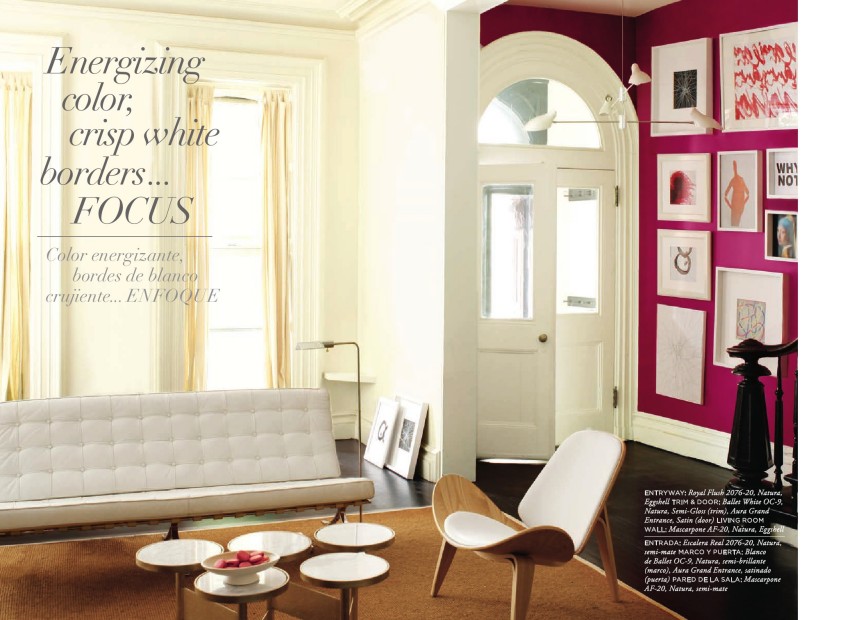 Energizing
color,
crisp white
borders...
FOCUS
Color energizante,
bordes de blanco
crujiente... ENFOQUE
WHY
NOT
ENTRYWAY: Royal Flush 2076-20, Natura,
Eggshell TRIM & DOOR: Ballet White OC-9,
Natura, Semi-Gloss (trim), Aura Grand
Entrance, Satin (door) LIVING ROOM
WALL: Mascarpone AF-20, Natura, Eggshell
ENTRADA: Escalera Real 2076-20, Natura,
semi-mate MARCO Y PUERTA: Blanco
de Ballet OC-9, Natura, semi-brillante
(marco), Aura Grand Entrance, satinado
(puerta) PARED DE LA SALA: Mascarpone
AF-20, Natura, semi-mate